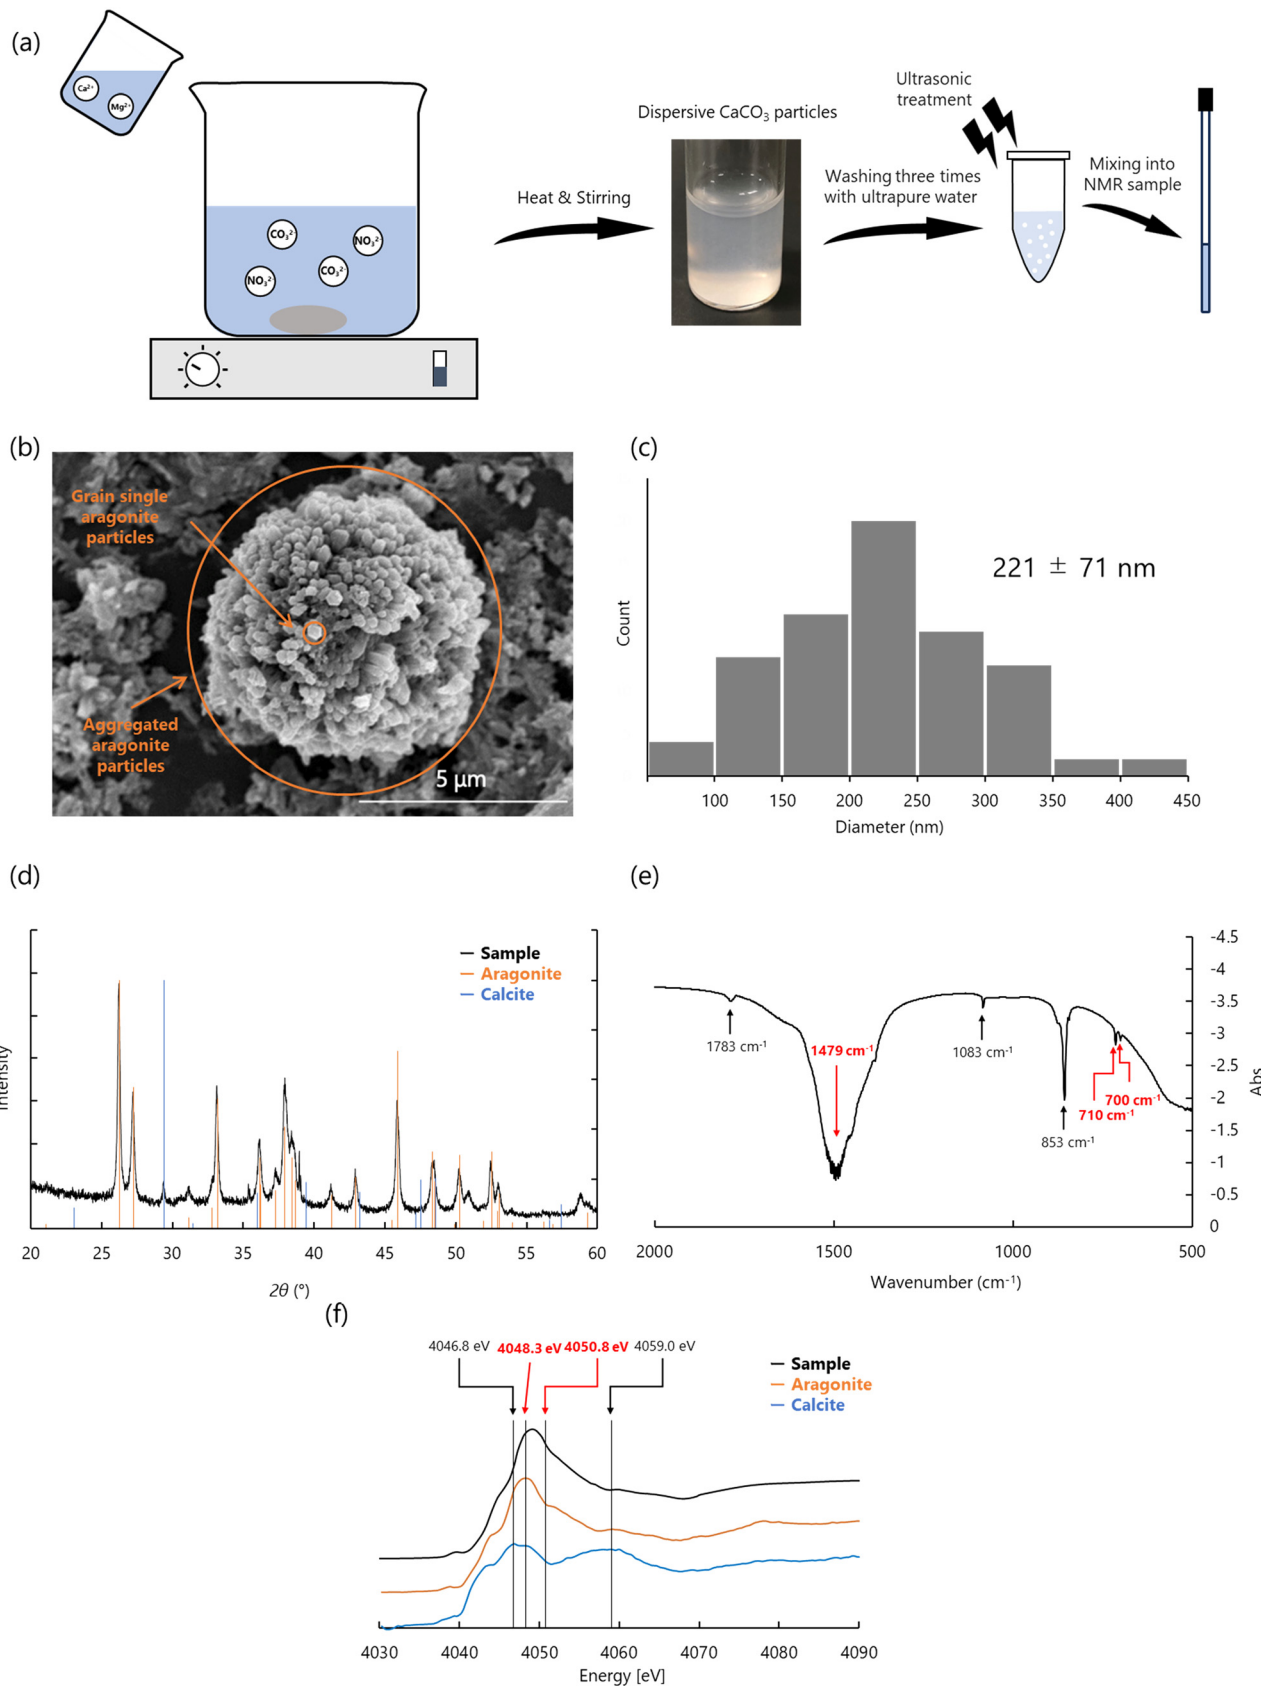 (a)
Ca²⁺
Mg²⁺
CO₃²⁻
NO₃²⁻
NO₃²⁻
CO₃²⁻
Heat & Stirring
Dispersive CaCO₃ particles
Washing three times
with ultrapure water
Ultrasonic
treatment
Mixing into
NMR sample
(b)
Grain single
aragonite
particles
Aggregated
aragonite
particles
5 μm
(c)
Count
221 ± 71 nm
100 150 200 250 300 350 400 450
Diameter (nm)
(d)
Intensity
Sample
Aragonite
Calcite
20 25 30 35 40 45 50 55 60
2θ (°)
(e)
1783 cm⁻¹
1479 cm⁻¹
1083 cm⁻¹
853 cm⁻¹
700 cm⁻¹
710 cm⁻¹
-4.5
-4
-3.5
-3
-2.5
-2
-1.5
-1
-0.5
0
Abs
2000 1500 1000 500
Wavenumber (cm⁻¹)
(f)
4046.8 eV 4048.3 eV 4050.8 eV 4059.0 eV
Sample
Aragonite
Calcite
4030 4040 4050 4060 4070 4080 4090
Energy [eV]